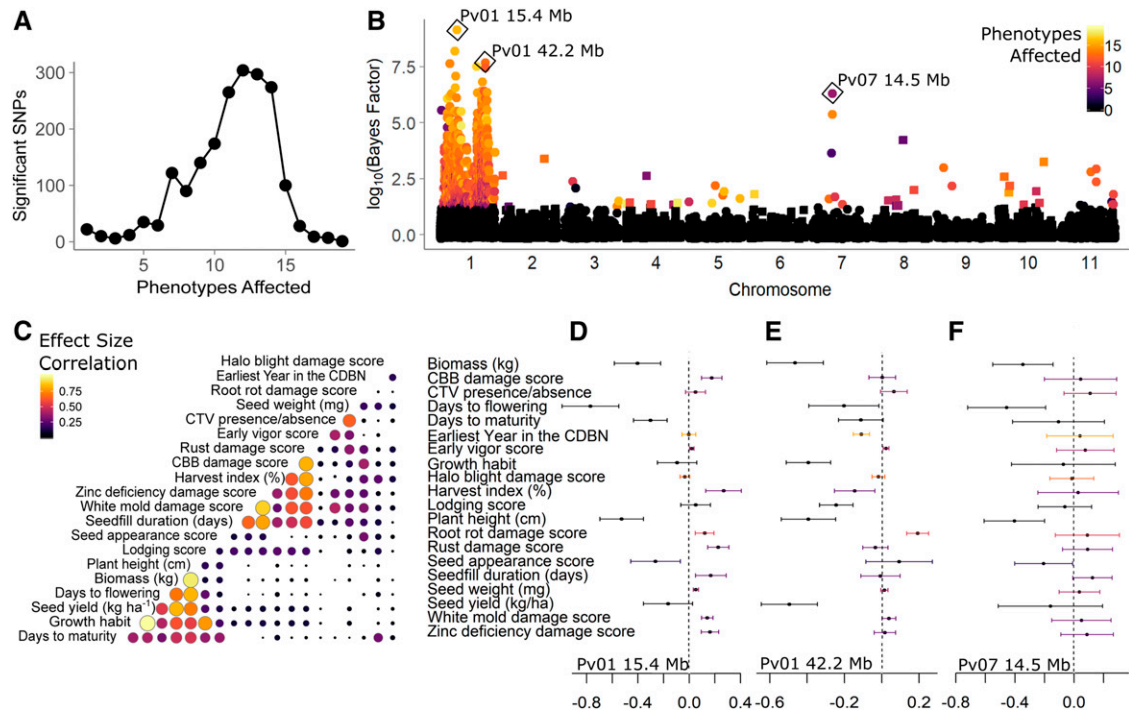 A
Significant SNPs
300
200
100
0
5
10
15
Phenotypes Affected
B
Pv01 15.4 Mb
Pv01 42.2 Mb
Pv07 14.5 Mb
Phenotypes
Affected
15
10
5
0
log10(Bayes Factor)
7.5
5.0
2.5
0.0
1 2 3 4 5 6 7 8 9 10 11
Chromosome
C
Effect Size
Correlation
0.75
0.50
0.25
Halo blight damage score
Earliest Year in the CDBN
Root rot damage score
Seed weight (mg)
CTV presence/absence
Early vigor score
Rust damage score
CBB damage score
Harvest index (%)
Zinc deficiency damage score
White mold damage score
Seedfill duration (days)
Seed appearance score
Lodging score
Plant height (cm)
Biomass (kg)
Days to flowering
Seed yield (kg ha⁻¹)
Growth habit
Days to maturity
D
E
F
Biomass (kg)
CBB damage score
CTV presence/absence
Days to flowering
Days to maturity
Earliest Year in the CDBN
Early vigor score
Growth habit
Halo blight damage score
Harvest index (%)
Lodging score
Plant height (cm)
Root rot damage score
Rust damage score
Seed appearance score
Seedfill duration (days)
Seed weight (mg)
Seed yield (kg/ha)
White mold damage score
Zinc deficiency damage score
Pv01 15.4 Mb
Pv01 42.2 Mb
Pv07 14.5 Mb
-0.8 -0.4 0.0 0.4
-0.6 -0.2 0.2
-0.8 -0.4 0.0